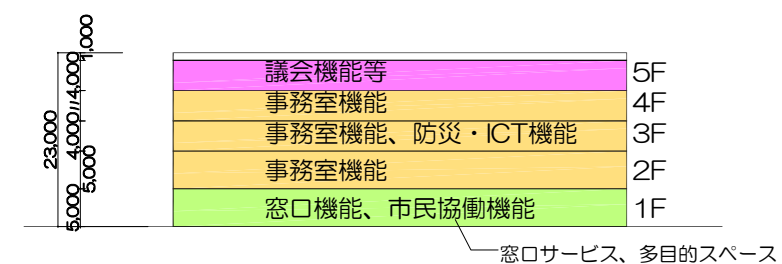 1,000
議会機能等 5F
4,000
事務室機能 4F
〃
事務室機能、防災・ICT機能 3F
4,000
23,000
事務室機能 2F
5,000
窓口機能、市民協働機能 1F
5,000
窓口サービス、多目的スペース